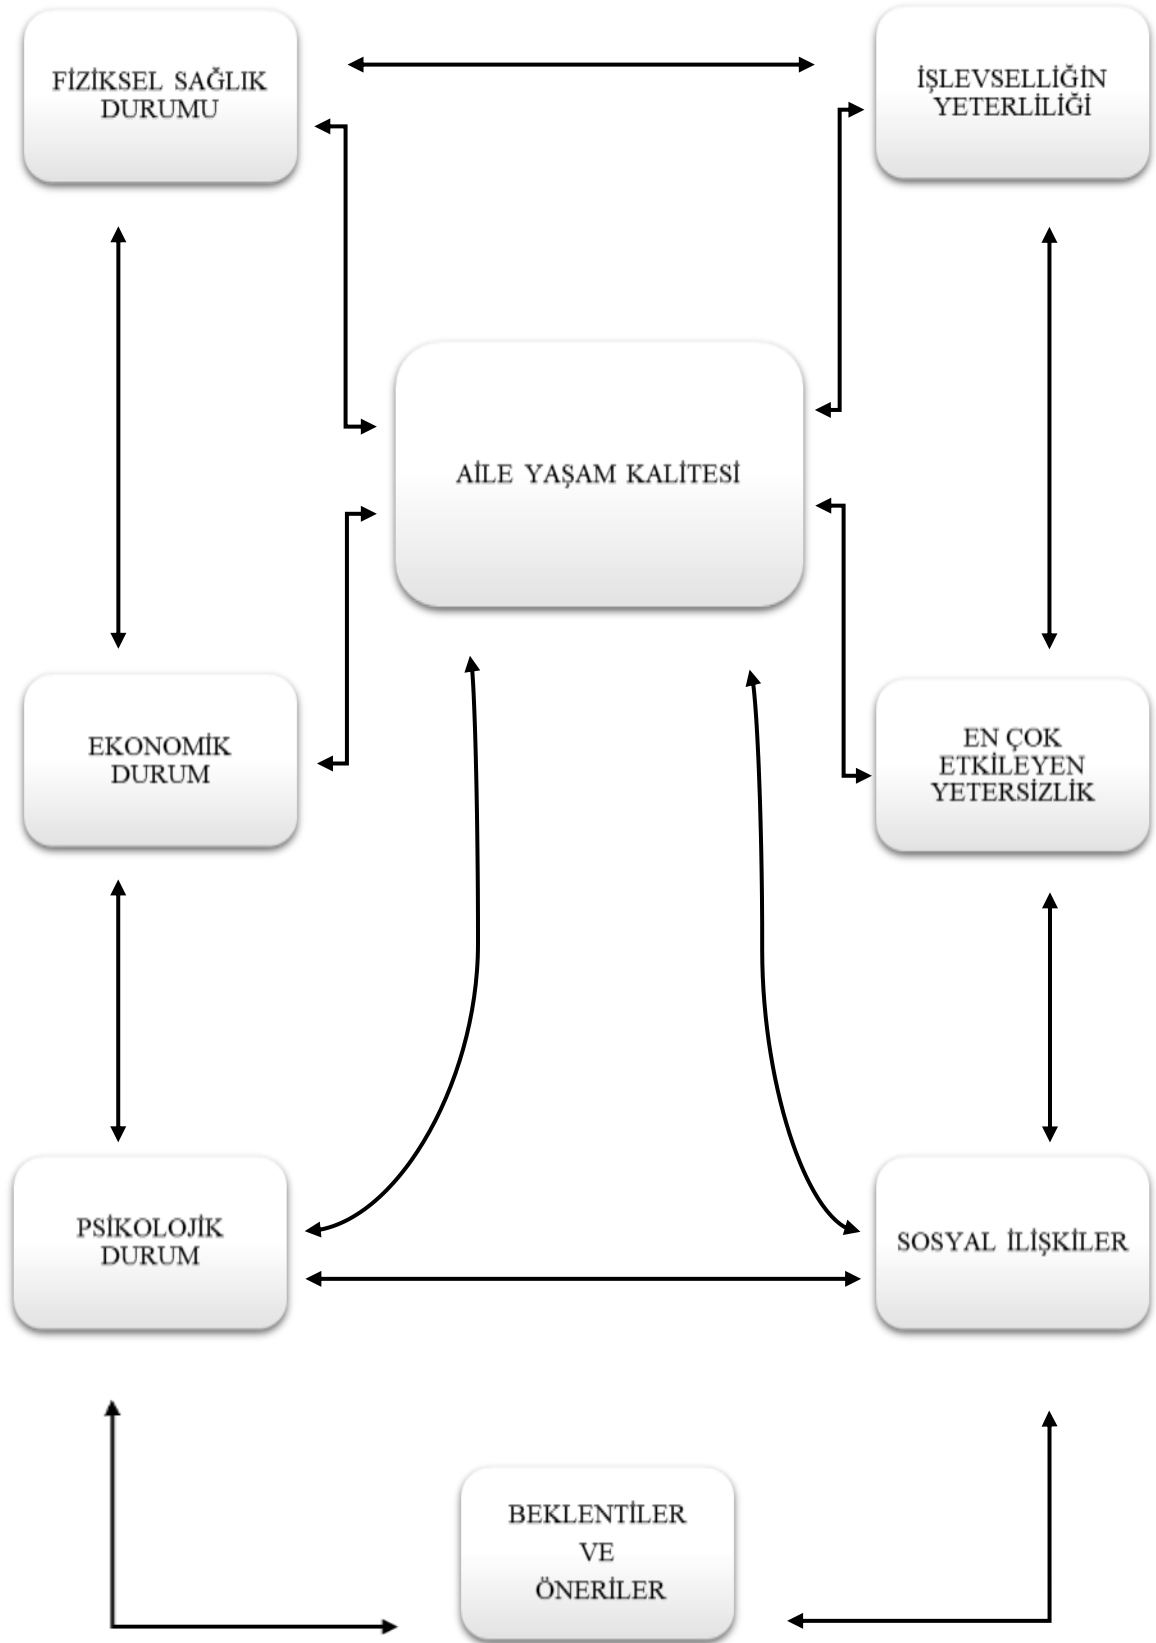 FİZİKSEL SAĞLIK
DURUMU
İŞLEVSELLİĞİN
YETERLİLİĞİ
AİLE YAŞAM KALİTESİ
EKONOMİK
DURUM
EN ÇOK
ETKİLEYEN
YETERSİZLİK
PSİKOLOJİK
DURUM
SOSYAL İLİŞKİLER
BEKLENTİLER
VE
ÖNERİLER